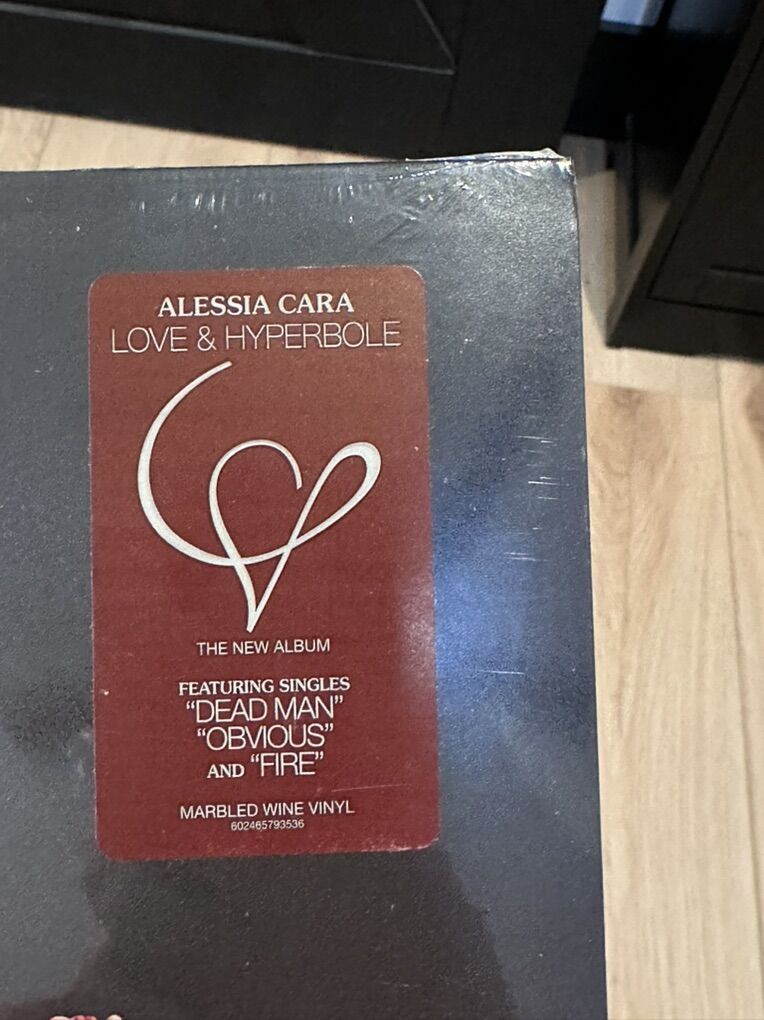 ALESSIA CARA
LOVE & HYPERBOLE
THE NEW ALBUM
FEATURING SINGLES
“DEAD MAN”
“OBVIOUS”
AND “FIRE”
MARBLED WINE VINYL
602465793536